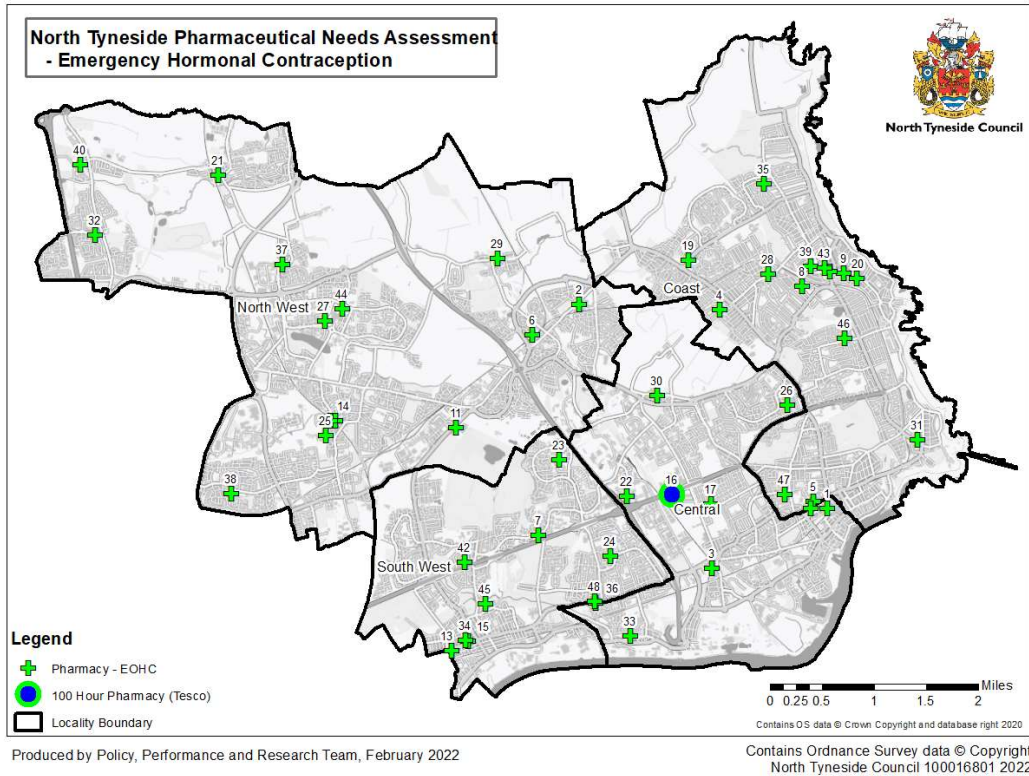 North Tyneside Pharmaceutical Needs Assessment
- Emergency Hormonal Contraception
North Tyneside Council
40
21
35
32
37
29
19
39
43
9
20
28
8
2
Coast
North West
44
27
4
6
46
30
26
14
25
11
31
23
38
22
16
17
Central
47
5
1
7
24
42
South West
3
45
48
36
34
15
13
33
Legend
Pharmacy - EOHC
100 Hour Pharmacy (Tesco)
Locality Boundary
Miles
0 0.25 0.5 1 1.5 2
Contains OS data © Crown Copyright and database right 2020
Produced by Policy, Performance and Research Team, February 2022
Contains Ordnance Survey data © Copyright
North Tyneside Council 100016801 2022